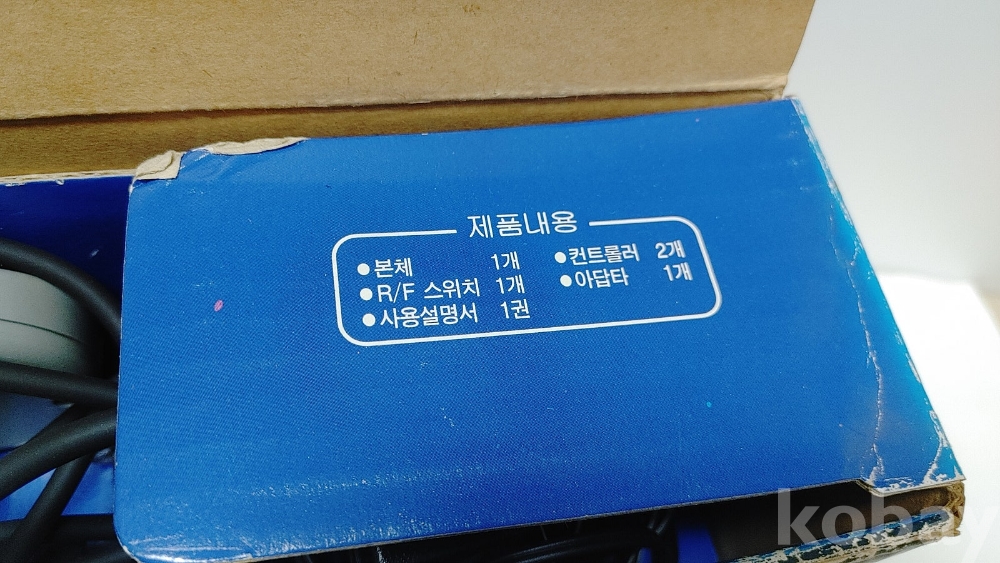 제품내용
●본체 1개
●R/F 스위치 1개
●사용설명서 1권
●컨트롤러 2개
●아답타 1개
kobay